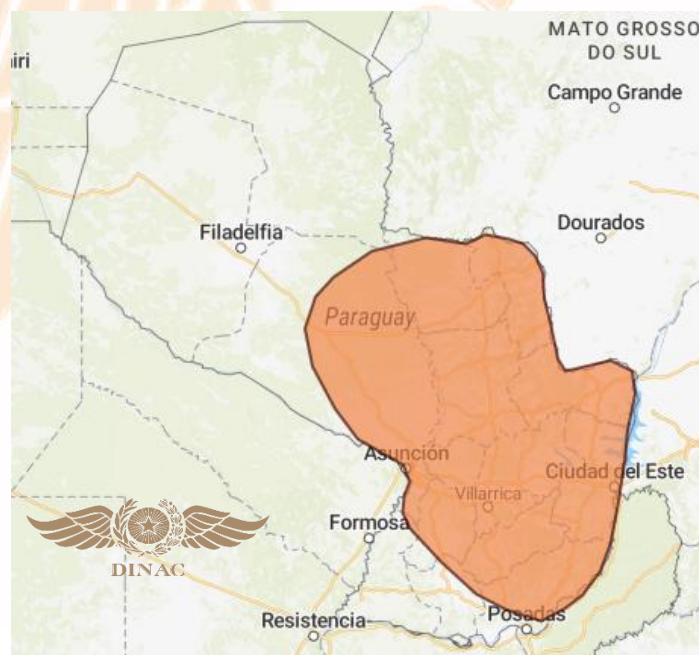 MATO GROSSO
DO SUL
iri
Campo Grande
Filadelfia
Dourados
Paraguay
Asunción
Ciudad del Este
Villarrica
Formosa
DINAC
Resistencia
Posadas